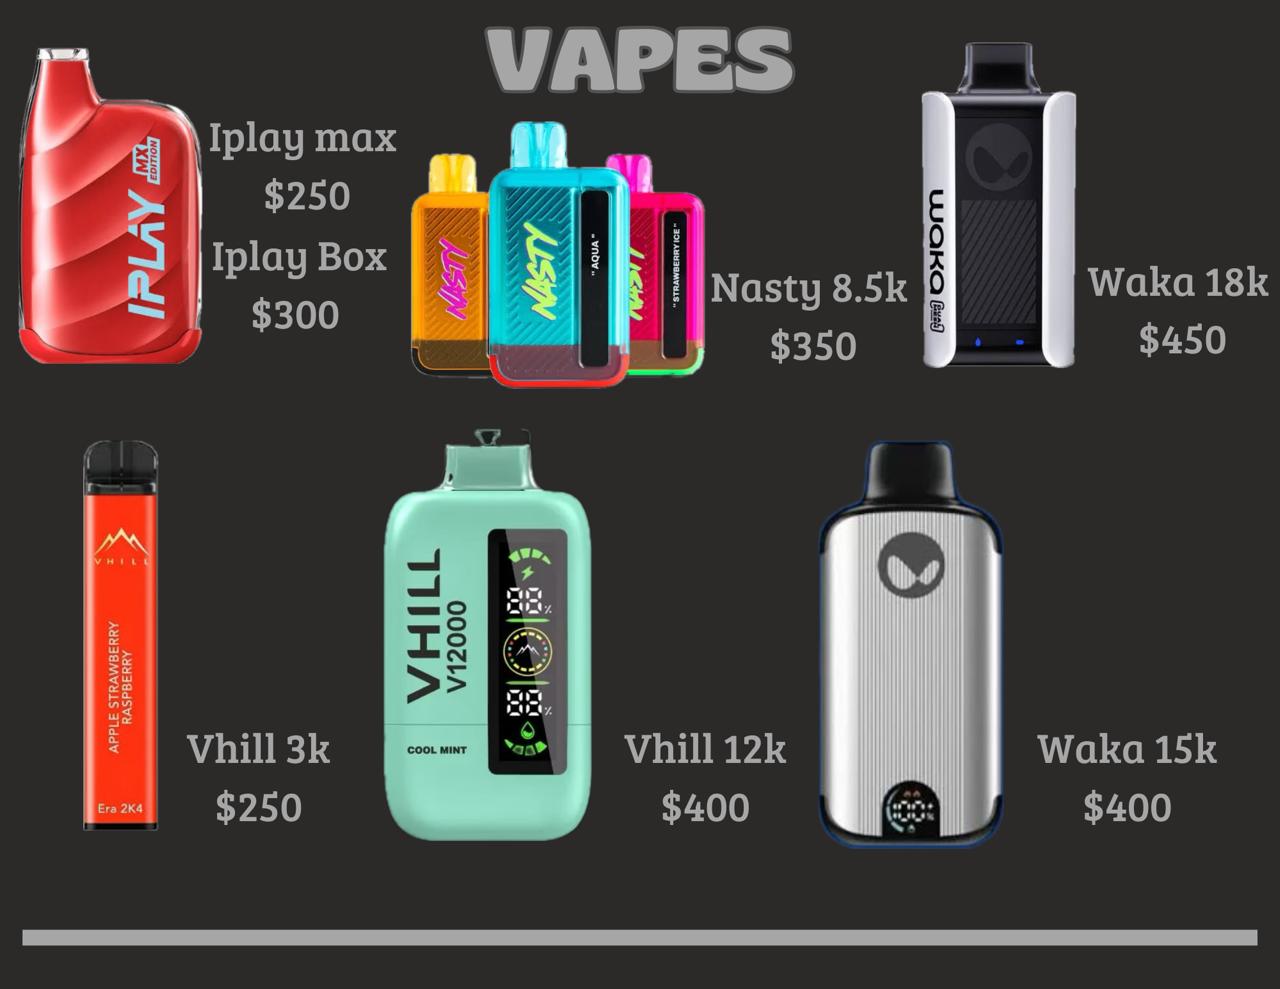 VAPES
IPLAY MX EDITION
Iplay max
$250
Iplay Box
$300
NASTY
NASTY
"AQUA"
NASTY
"STRAWBERRY ICE"
Nasty 8.5k
$350
waka
Waka 18k
$450
VHILL
APPLE STRAWBERRY
RASPBERRY
Era 2K4
Vhill 3k
$250
VHILL
V12000
88%
88%
COOL MINT
Vhill 12k
$400
Waka 15k
$400